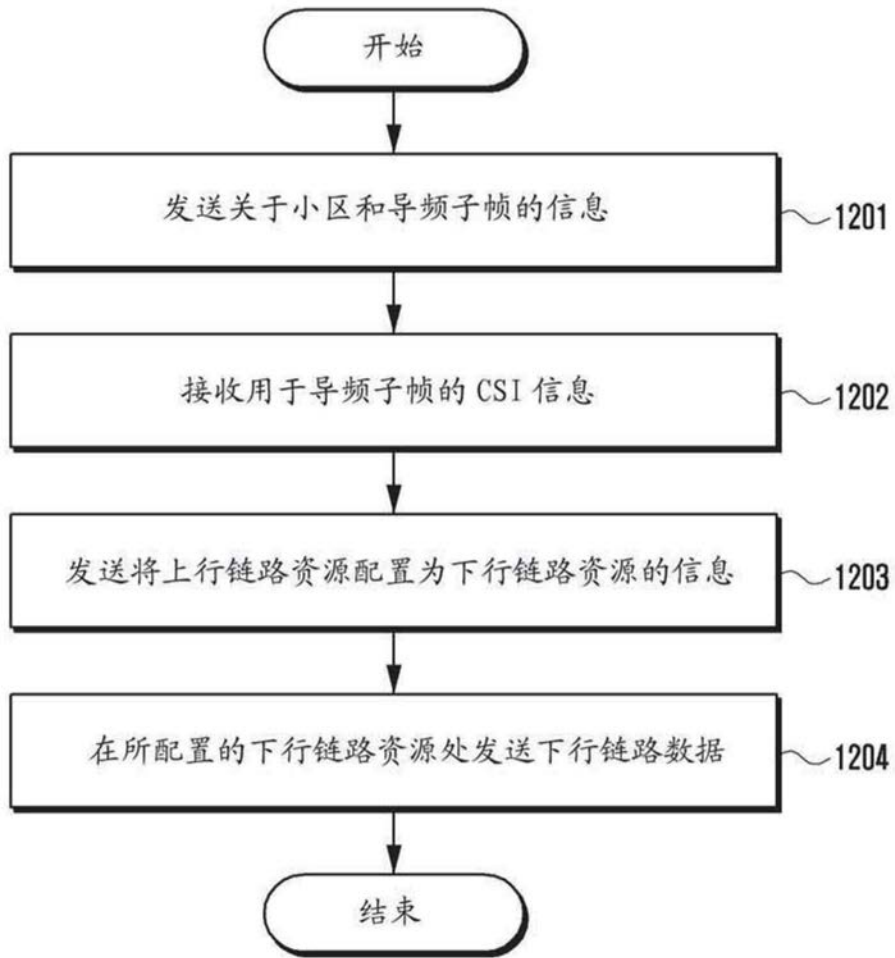 开始
发送关于小区和导频子帧的信息
1201
接收用于导频子帧的 CSI 信息
1202
发送将上行链路资源配置为下行链路资源的信息
1203
在所配置的下行链路资源处发送下行链路数据
1204
结束